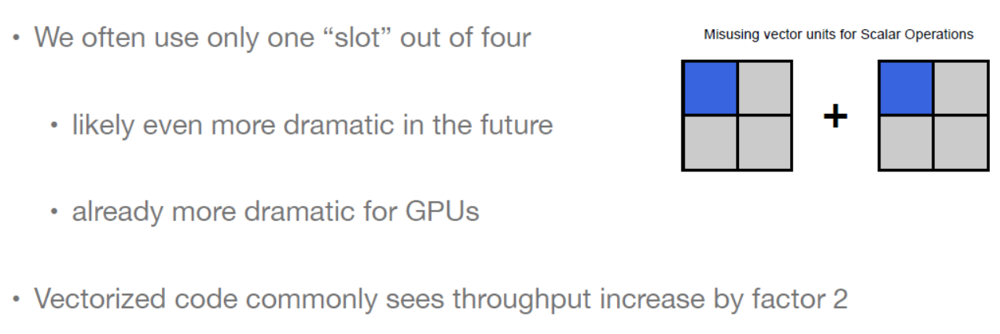 • We often use only one “slot” out of four
Misusing vector units for Scalar Operations
+
• likely even more dramatic in the future
• already more dramatic for GPUs
• Vectorized code commonly sees throughput increase by factor 2